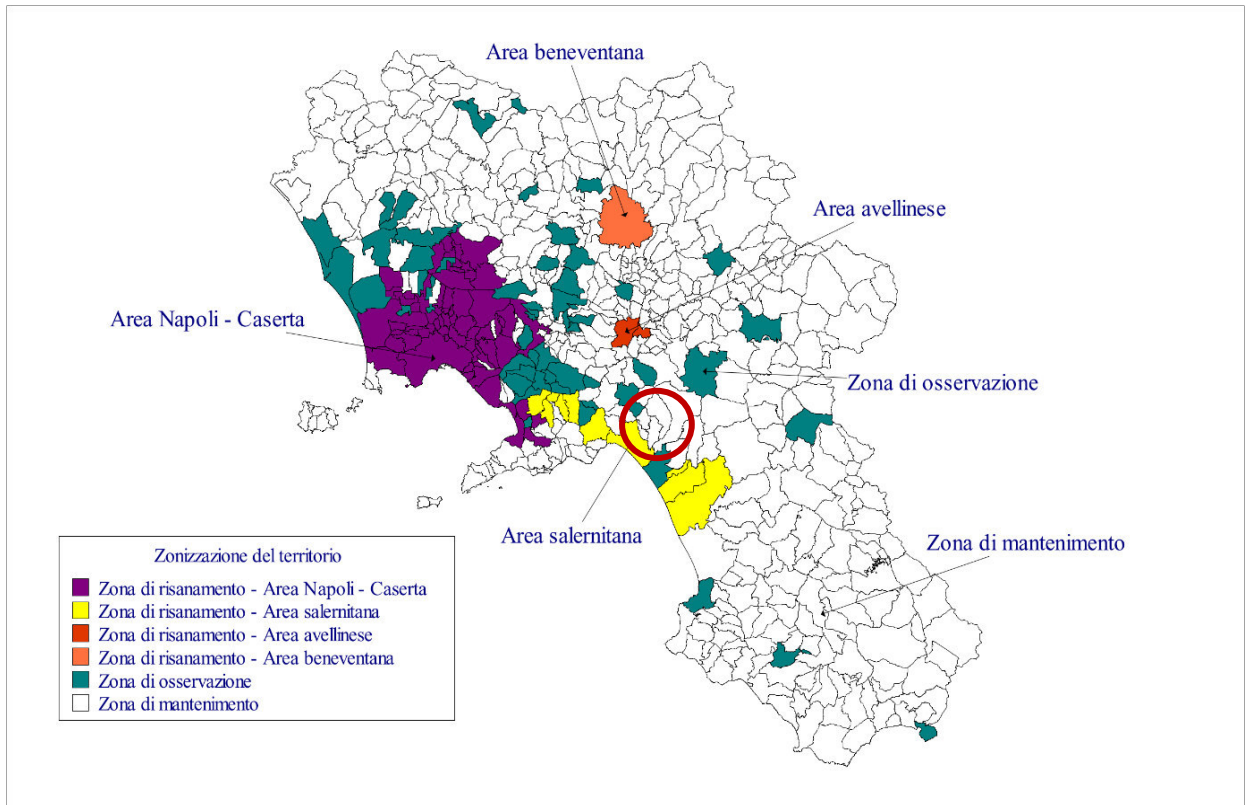 Area beneventana
Area avellinese
Area Napoli - Caserta
Zona di osservazione
Area salernitana
Zona di mantenimento
Zonizzazione del territorio
Zona di risanamento - Area Napoli - Caserta
Zona di risanamento - Area salernitana
Zona di risanamento - Area avellinese
Zona di risanamento - Area beneventana
Zona di osservazione
Zona di mantenimento